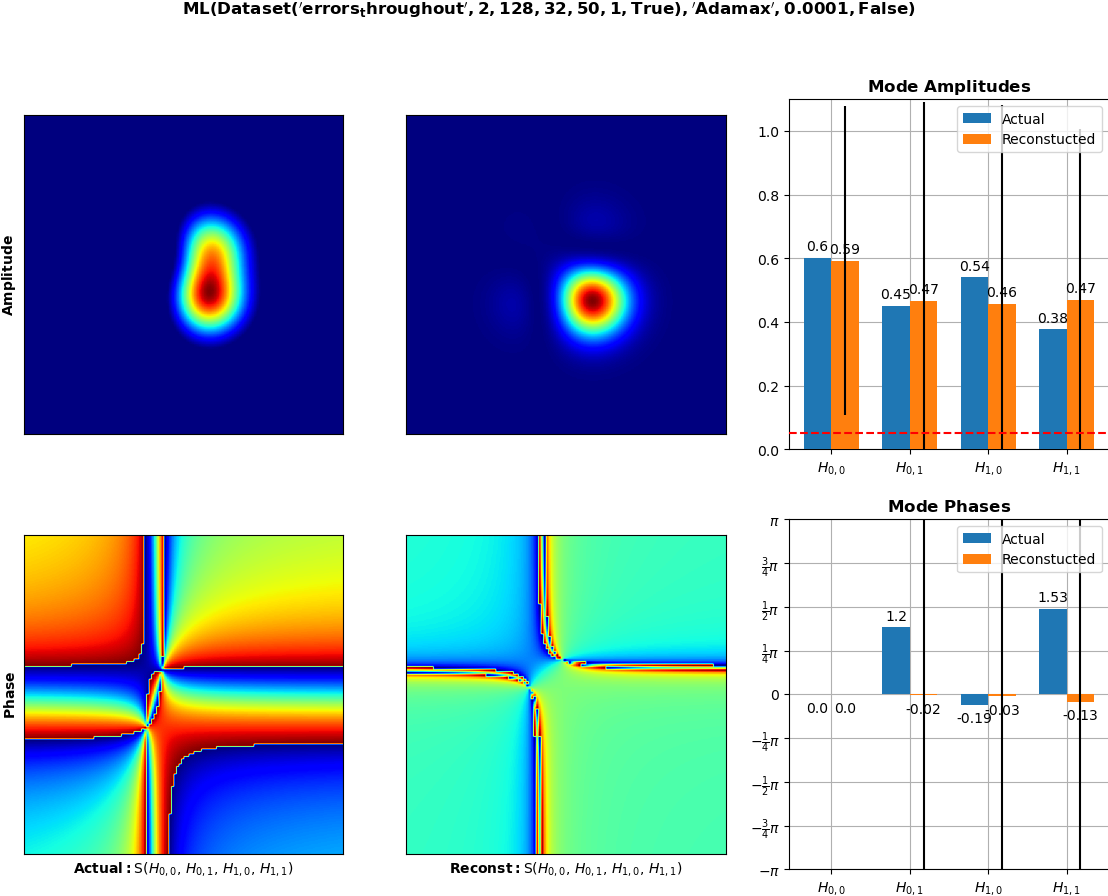 ML(Dataset('errors_throughout', 2, 128, 32, 50, 1, True), 'Adamax', 0.0001, False)
Amplitude
Mode Amplitudes
Actual
Reconstucted
1.0
0.8
0.6
0.4
0.2
0.0
0.6 0.59
0.45 0.47
0.54 0.46
0.38 0.47
H0,0 H0,1 H1,0 H1,1
Phase
Actual: S(H0,0, H0,1, H1,0, H1,1)
Reconst: S(H0,0, H0,1, H1,0, H1,1)
Mode Phases
Actual
Reconstucted
π
3/4π
1/2π
1/4π
0
−1/4π
−1/2π
−3/4π
−π
0.0 0.0
1.2 -0.02
-0.19 -0.03
1.53 -0.13
H0,0 H0,1 H1,0 H1,1